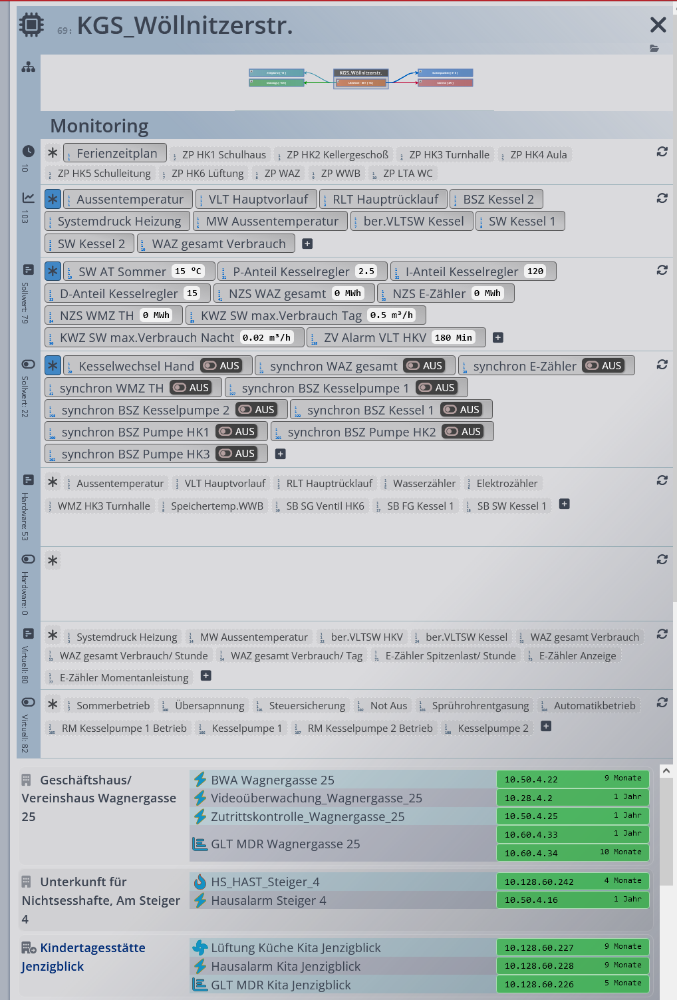 69: KGS_Wöllnitzerstr.
KGS_Wöllnitzerstr.
Monitoring
10
Ferienzeitplan ZP HK1 Schulhaus ZP HK2 Kellergeschoß ZP HK3 Turnhalle ZP HK4 Aula
ZP HK5 Schulleitung ZP HK6 Lüftung ZP WAZ ZP WWB ZP LTA WC
103
Aussentemperatur VLT Hauptvorlauf RLT Hauptrücklauf BSZ Kessel 2
Systemdruck Heizung MW Aussentemperatur ber.VLTSW Kessel SW Kessel 1
SW Kessel 2 WAZ gesamt Verbrauch
Sollwert: 79
SW AT Sommer 15 °C P-Anteil Kesselregler 2.5 I-Anteil Kesselregler 120
D-Anteil Kesselregler 15 NZS WAZ gesamt 0 MWh NZS E-Zähler 0 MWh
NZS WMZ TH 0 MWh KWZ SW max.Verbrauch Tag 0.5 m³/h
KWZ SW max.Verbrauch Nacht 0.02 m³/h ZV Alarm VLT HKV 180 Min
Sollwert: 22
Kesselwechsel Hand AUS synchron WAZ gesamt AUS synchron E-Zähler AUS
synchron WMZ TH AUS synchron BSZ Kesselpumpe 1 AUS
synchron BSZ Kesselpumpe 2 AUS synchron BSZ Kessel 1 AUS
synchron BSZ Pumpe HK1 AUS synchron BSZ Pumpe HK2 AUS
synchron BSZ Pumpe HK3 AUS
Hardware: 53
Aussentemperatur VLT Hauptvorlauf RLT Hauptrücklauf Wasserzähler Elektrozähler
WMZ HK3 Turnhalle Speichertemp.WWB SB SG Ventil HK6 SB FG Kessel 1 SB SW Kessel 1
Hardware: 0
Virtuell: 80
Systemdruck Heizung MW Aussentemperatur ber.VLTSW HKV ber.VLTSW Kessel WAZ gesamt Verbrauch
WAZ gesamt Verbrauch/ Stunde WAZ gesamt Verbrauch/ Tag E-Zähler Spitzenlast/ Stunde E-Zähler Anzeige
E-Zähler Momentanleistung
Virtuell: 82
Sommerbetrieb Übersapnnung Steuersicherung Not Aus Sprührohrentgasung Automatikbetrieb
RM Kesselpumpe 1 Betrieb Kesselpumpe 1 RM Kesselpumpe 2 Betrieb Kesselpumpe 2
Geschäftshaus/
Vereinshaus Wagnergasse
25
BWA Wagnergasse 25 10.50.4.22 9 Monate
Videoüberwachung_Wagnergasse_25 10.28.4.2 1 Jahr
Zutrittskontrolle_Wagnergasse_25 10.50.4.25 1 Jahr
GLT MDR Wagnergasse 25 10.60.4.33 1 Jahr
10.60.4.34 10 Monate
Unterkunft für
Nichtsesshafte, Am Steiger
4
HS_HAST_Steiger_4 10.128.60.242 4 Monate
Hausalarm Steiger 4 10.50.4.16 1 Jahr
Kindertagesstätte
Jenzigblick
Lüftung Küche Kita Jenzigblick 10.128.60.227 9 Monate
Hausalarm Kita Jenzigblick 10.128.60.228 9 Monate
GLT MDR Kita Jenzigblick 10.128.60.226 5 Monate